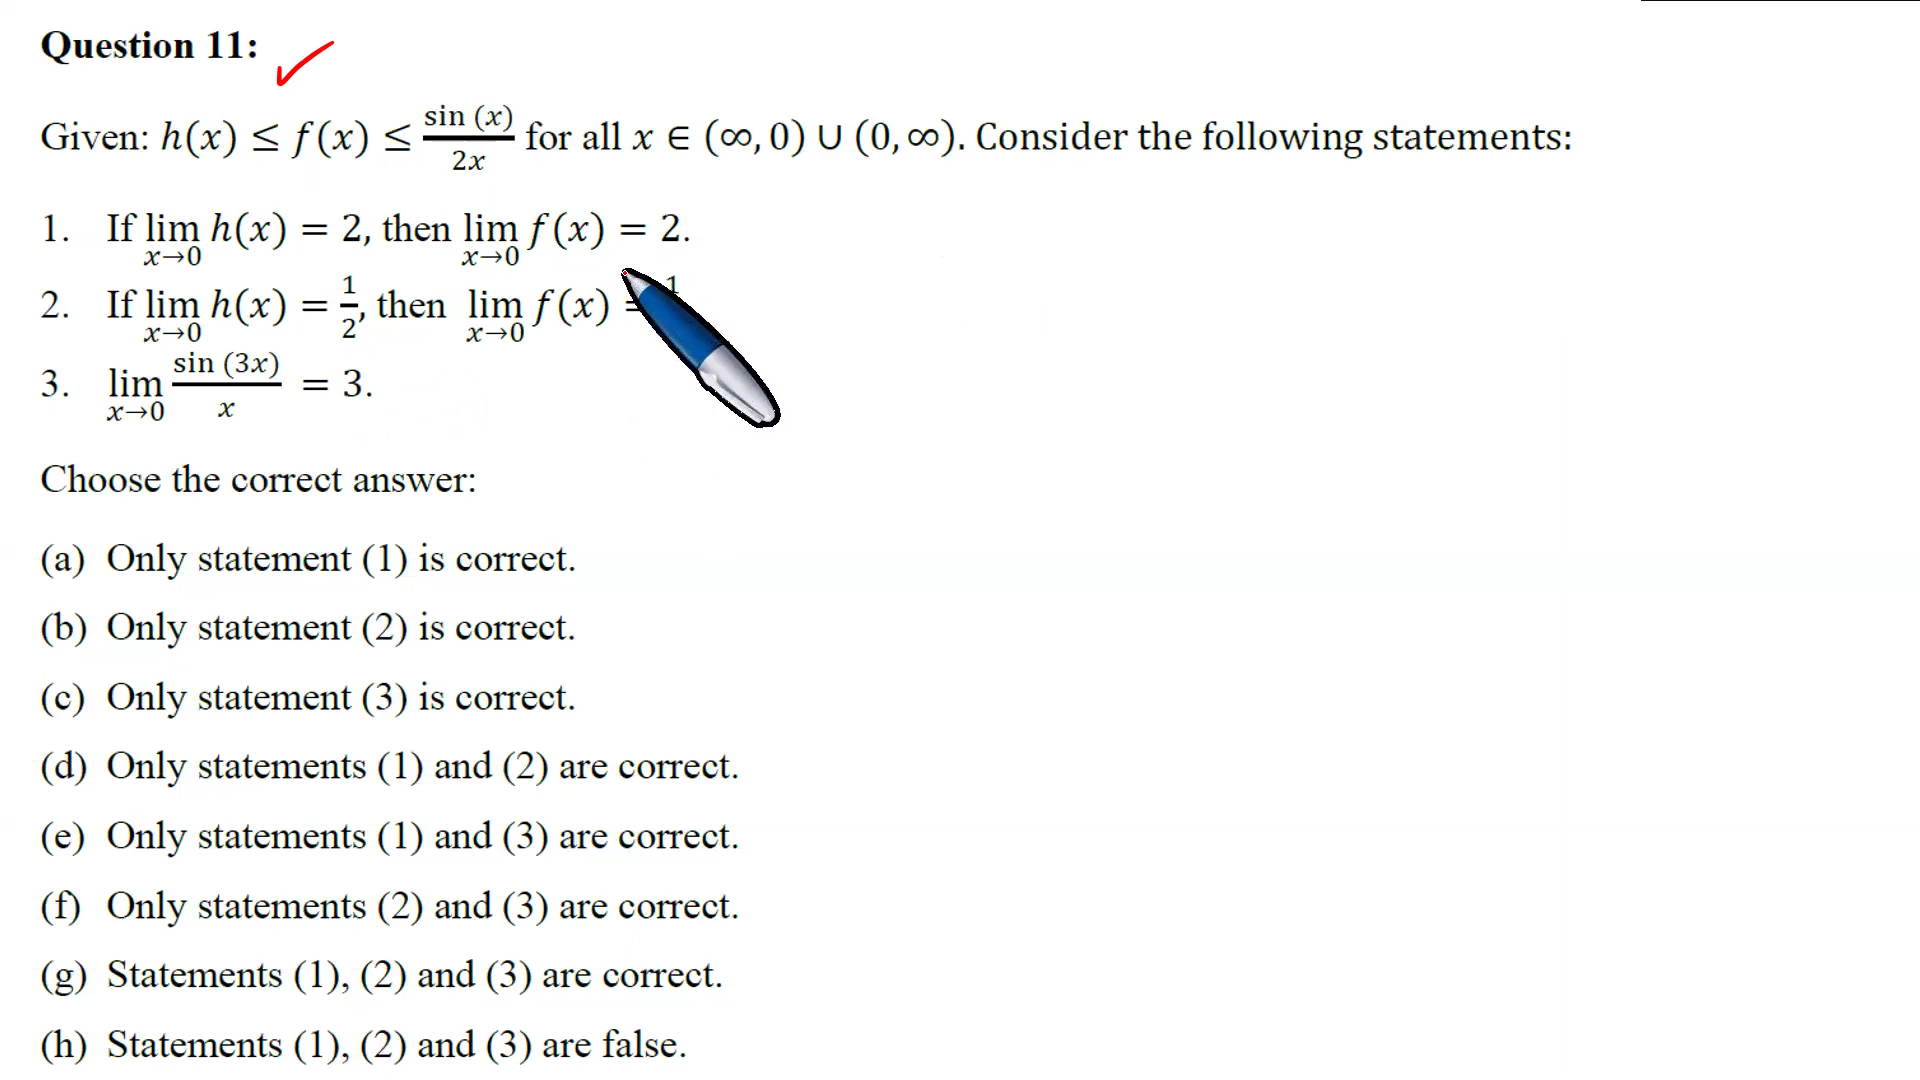 Question 11:
Given: h(x) ≤ f(x) ≤ sin (x)/2x for all x ∈ (∞, 0) ∪ (0, ∞). Consider the following statements:
1. If lim x→0 h(x) = 2, then lim x→0 f(x) = 2.
2. If lim x→0 h(x) = 1/2, then lim x→0 f(x) =
3. lim x→0 sin (3x)/x = 3.
Choose the correct answer:
(a) Only statement (1) is correct.
(b) Only statement (2) is correct.
(c) Only statement (3) is correct.
(d) Only statements (1) and (2) are correct.
(e) Only statements (1) and (3) are correct.
(f) Only statements (2) and (3) are correct.
(g) Statements (1), (2) and (3) are correct.
(h) Statements (1), (2) and (3) are false.